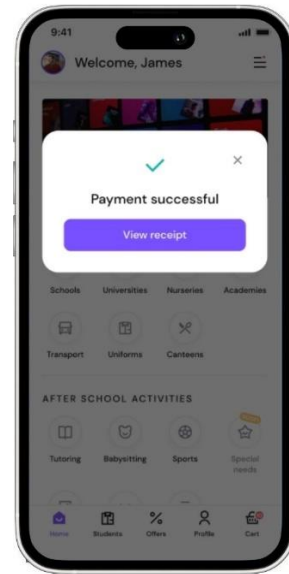 9:41
Welcome, James
Payment successful
View receipt
Schools Universities Nurseries Academies
Transport Uniforms Canteens
AFTER SCHOOL ACTIVITIES
Tutoring Babysitting Sports Special needs
Home Students Offers Profile Cart